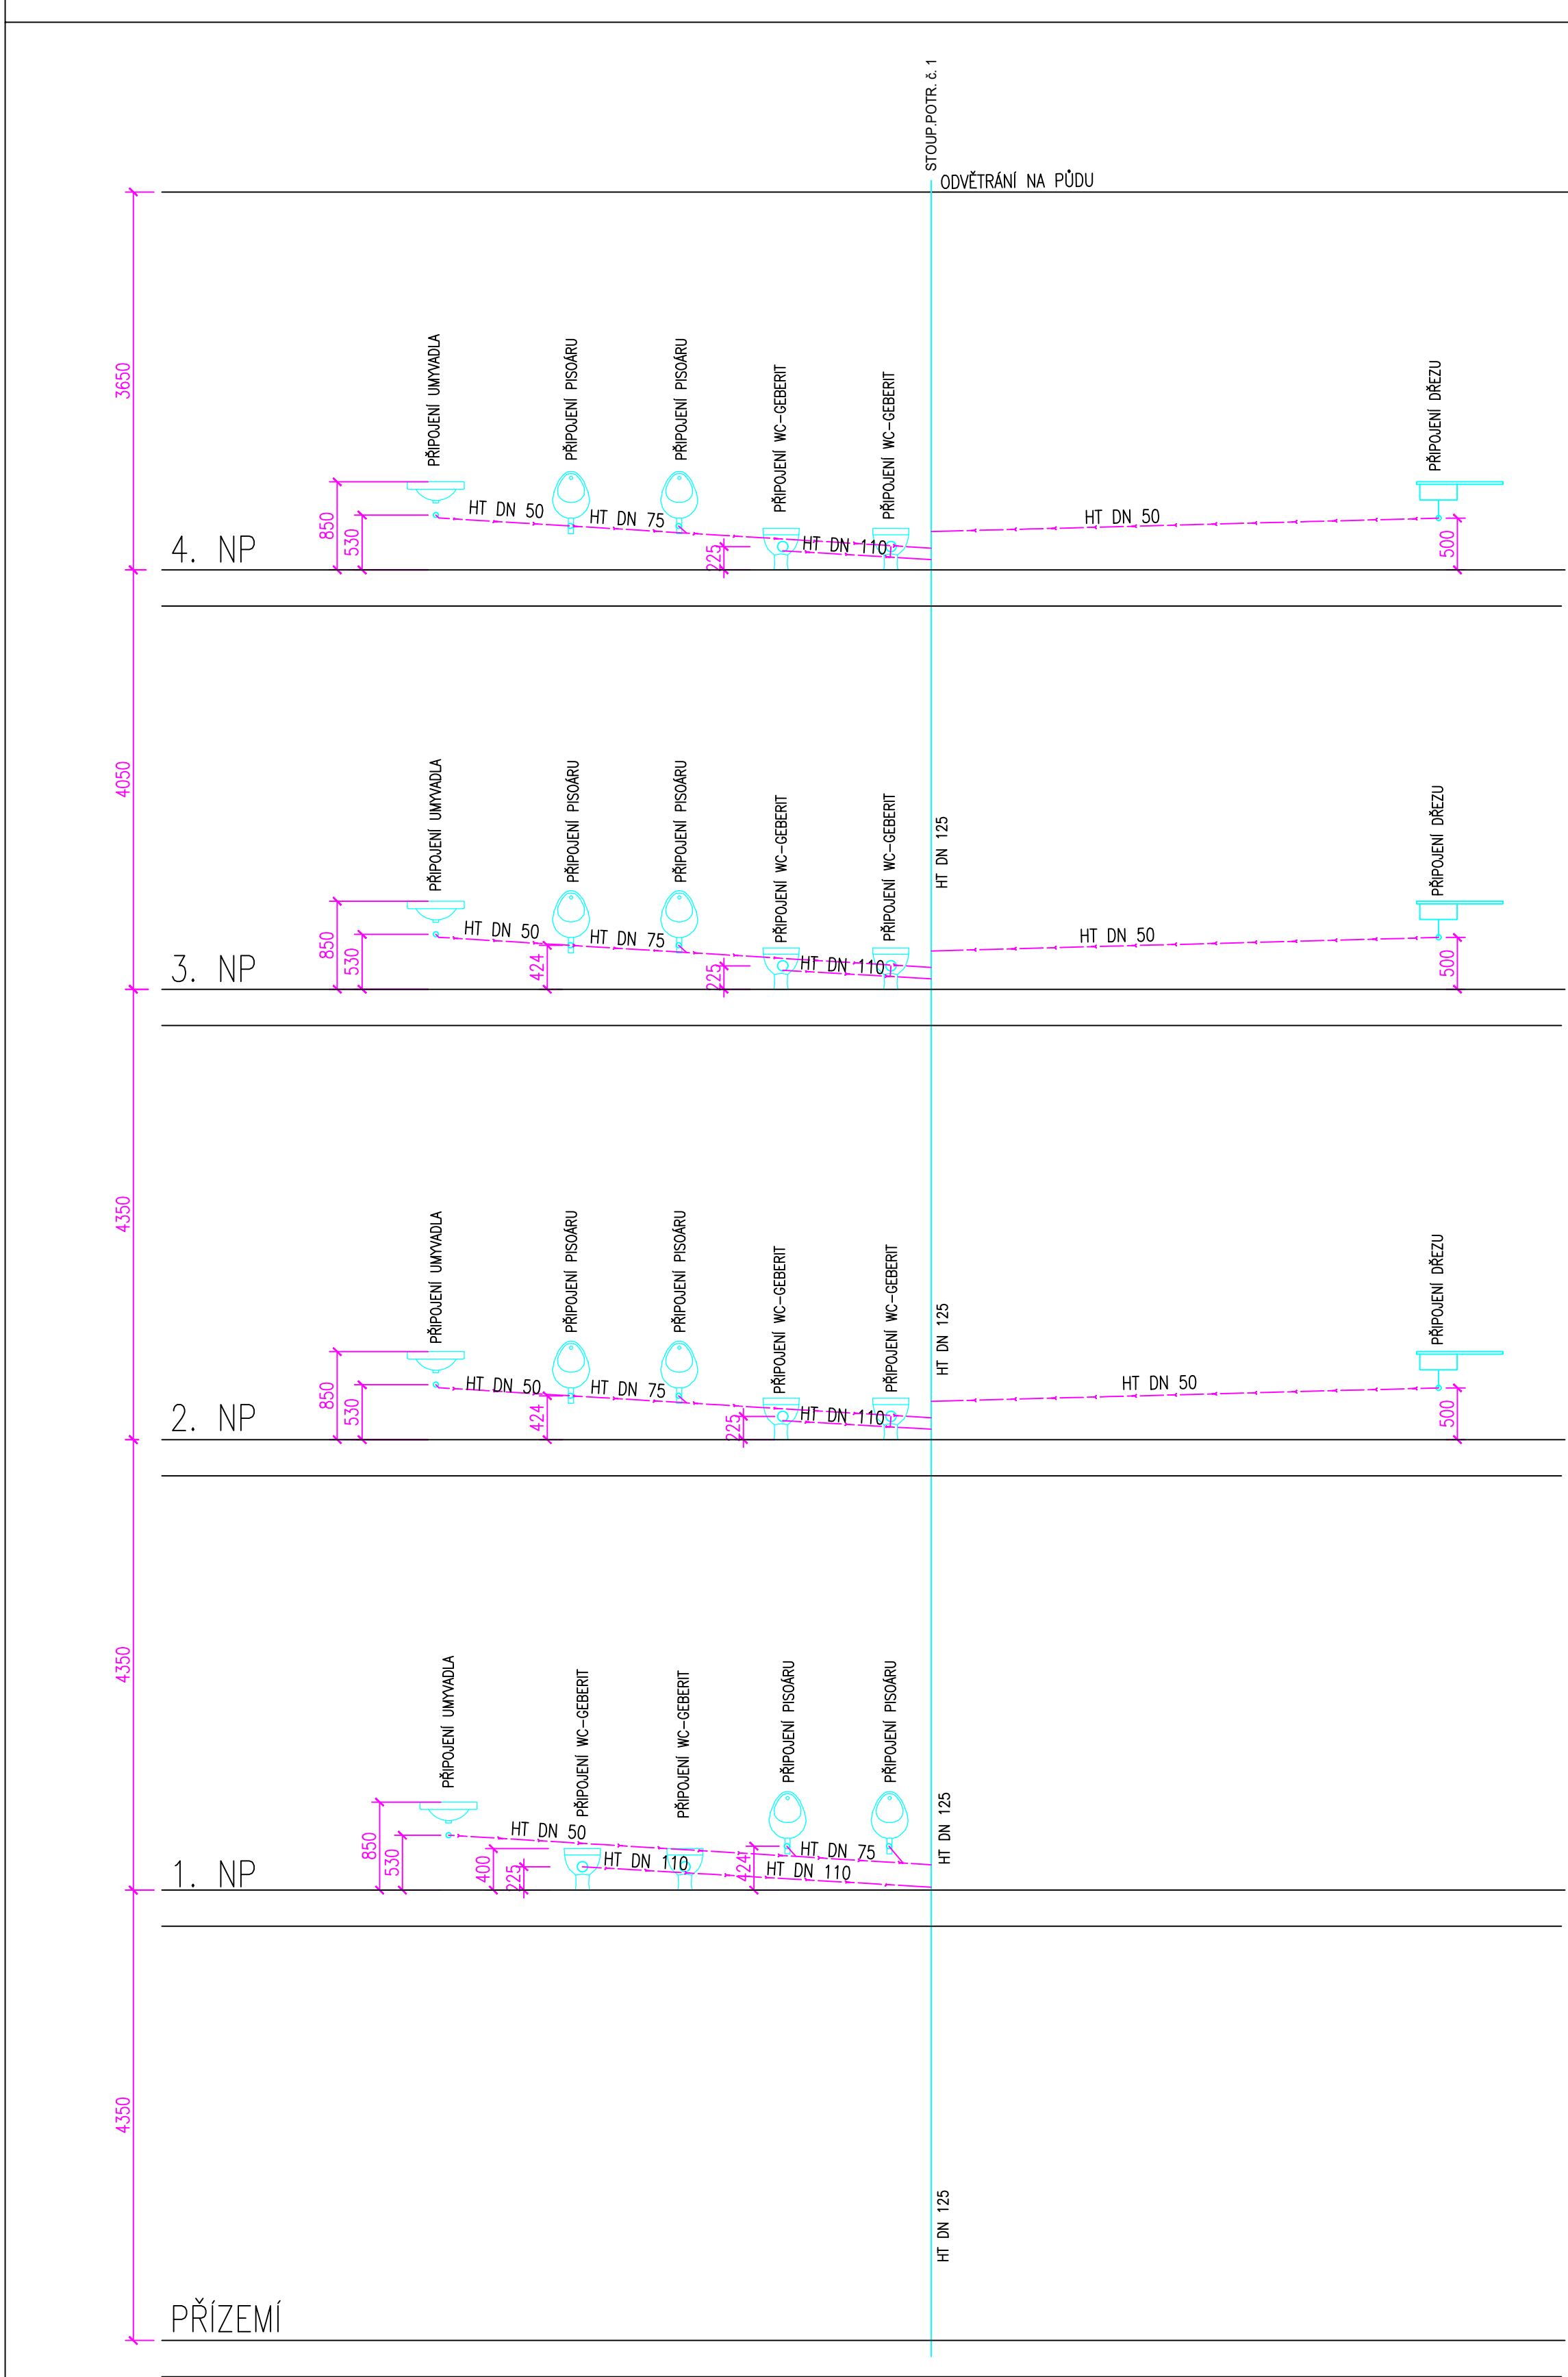 STOUP.POTR. č. 1
ODVĚTRÁNÍ NA PŮDU
3650
PŘIPOJENÍ UMYVADLA
PŘIPOJENÍ PISOÁRU
PŘIPOJENÍ PISOÁRU
PŘIPOJENÍ WC-GEBERIT
PŘIPOJENÍ WC-GEBERIT
PŘIPOJENÍ DŘEZU
850
530
HT DN 50
HT DN 75
225
HT DN 110
HT DN 50
500
4. NP
4050
PŘIPOJENÍ UMYVADLA
PŘIPOJENÍ PISOÁRU
PŘIPOJENÍ PISOÁRU
PŘIPOJENÍ WC-GEBERIT
PŘIPOJENÍ WC-GEBERIT
HT DN 125
PŘIPOJENÍ DŘEZU
850
530
HT DN 50
424
HT DN 75
225
HT DN 110
HT DN 50
500
3. NP
4350
PŘIPOJENÍ UMYVADLA
PŘIPOJENÍ PISOÁRU
PŘIPOJENÍ PISOÁRU
PŘIPOJENÍ WC-GEBERIT
PŘIPOJENÍ WC-GEBERIT
HT DN 125
PŘIPOJENÍ DŘEZU
850
530
HT DN 50
424
HT DN 75
225
HT DN 110
HT DN 50
500
2. NP
4350
PŘIPOJENÍ UMYVADLA
PŘIPOJENÍ WC-GEBERIT
PŘIPOJENÍ WC-GEBERIT
PŘIPOJENÍ PISOÁRU
PŘIPOJENÍ PISOÁRU
HT DN 125
850
530
400
225
HT DN 50
HT DN 110
424
HT DN 75
HT DN 110
1. NP
4350
HT DN 125
PŘÍZEMÍ